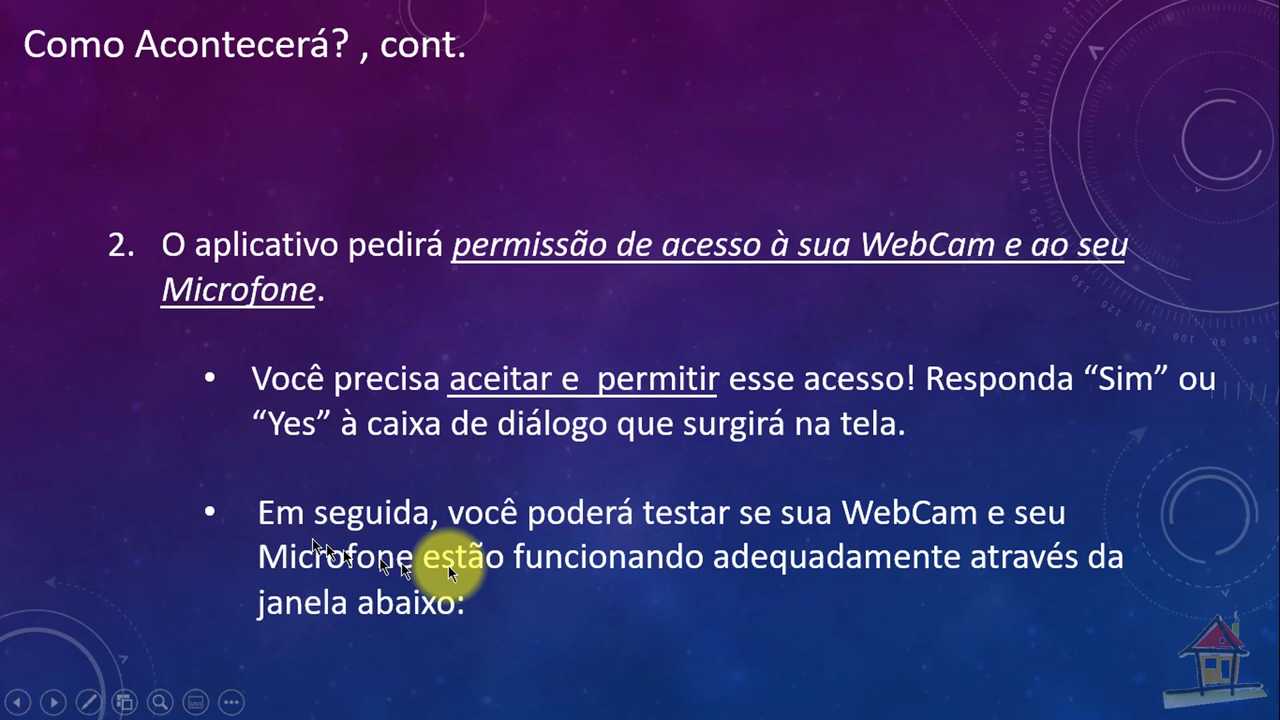 Como Acontecerá? , cont.
2. O aplicativo pedirá permissão de acesso à sua WebCam e ao seu
Microfone.
• Você precisa aceitar e permitir esse acesso! Responda “Sim” ou
“Yes” à caixa de diálogo que surgirá na tela.
• Em seguida, você poderá testar se sua WebCam e seu
Microfone estão funcionando adequadamente através da
janela abaixo: